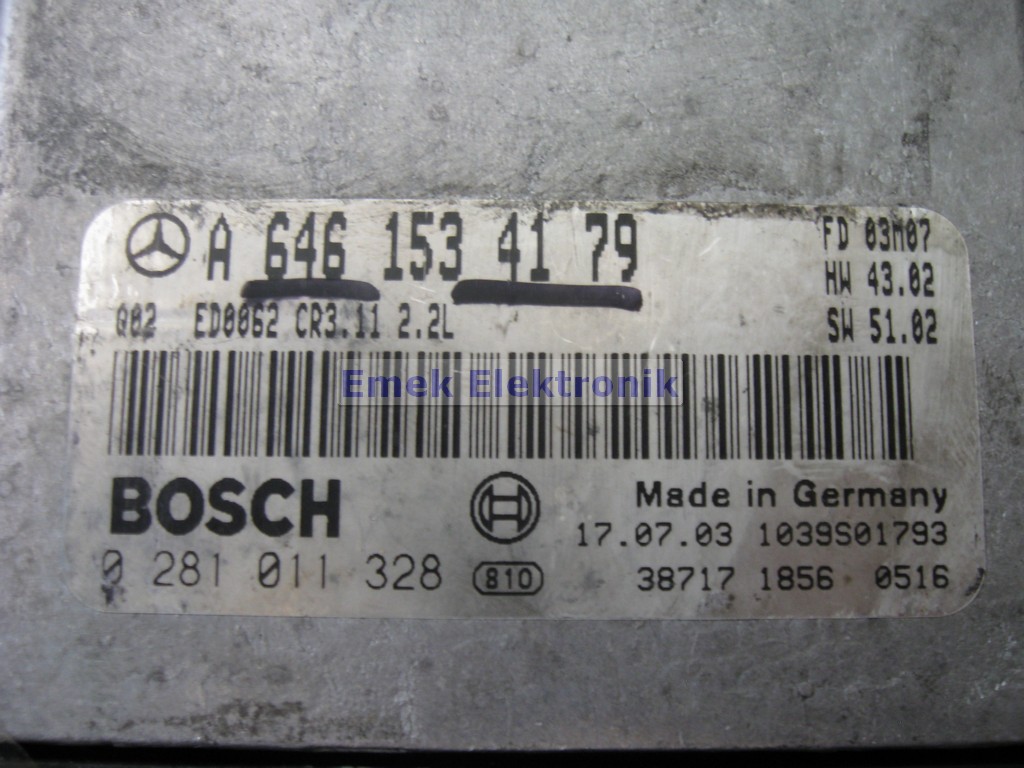 A 646 153 41 79
FD 03M07
HW 43.02
Q02 ED0062 CR3.11 2.2L
SW 51.02
Emek Elektronik
BOSCH
Made in Germany
17.07.03 1039S01793
0 281 011 328
810
38717 1856 0516